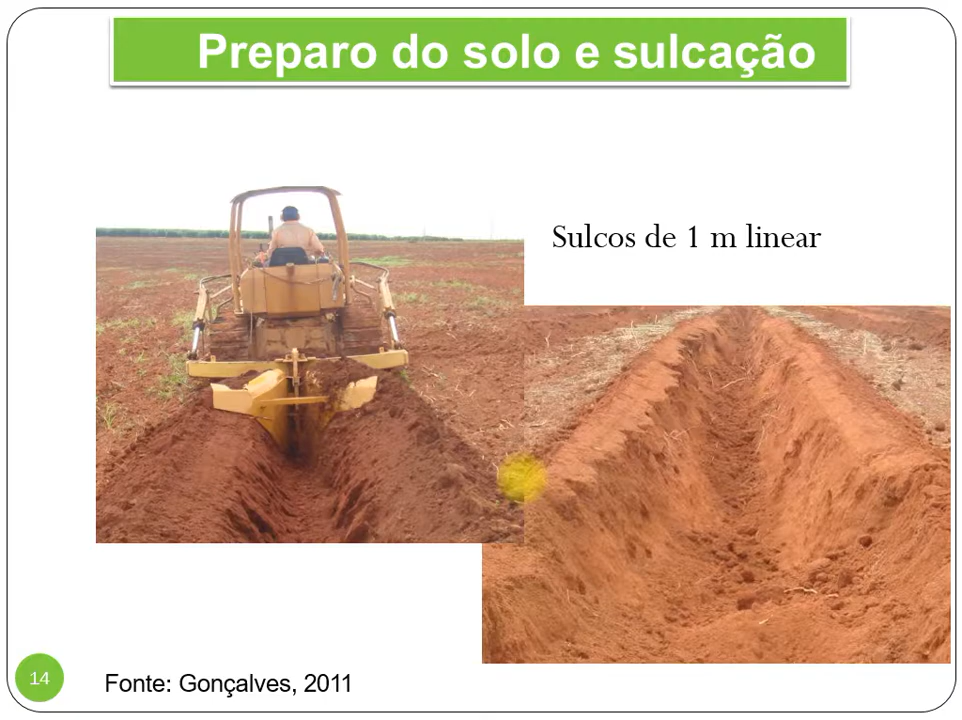 Preparo do solo e sulcação
Sulcos de 1 m linear
14
Fonte: Gonçalves, 2011